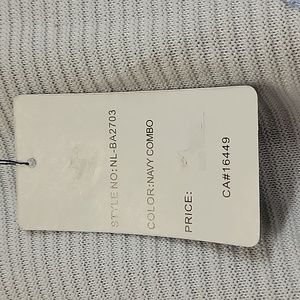 STYLE NO: NL-BA2703
COLOR: NAVY COMBO
PRICE:
CA#16449